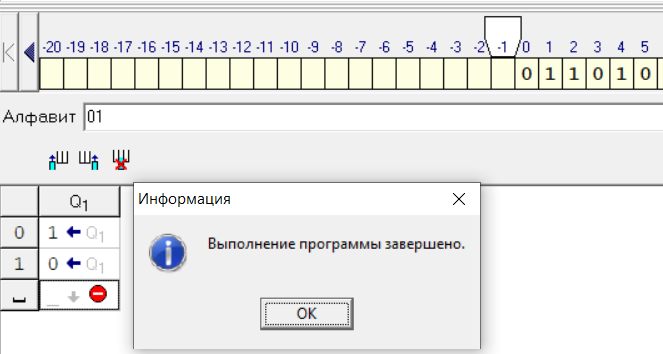 -20 -19 -18 -17 -16 -15 -14 -13 -12 -11 -10 -9 -8 -7 -6 -5 -4 -3 -2 -1 0 1 2 3 4 5
0 1 1 0 1 0
Алфавит 01
Q1
0 1 ← Q1
1 0 ← Q1
␣ _ ↓
Информация
Выполнение программы завершено.
OK